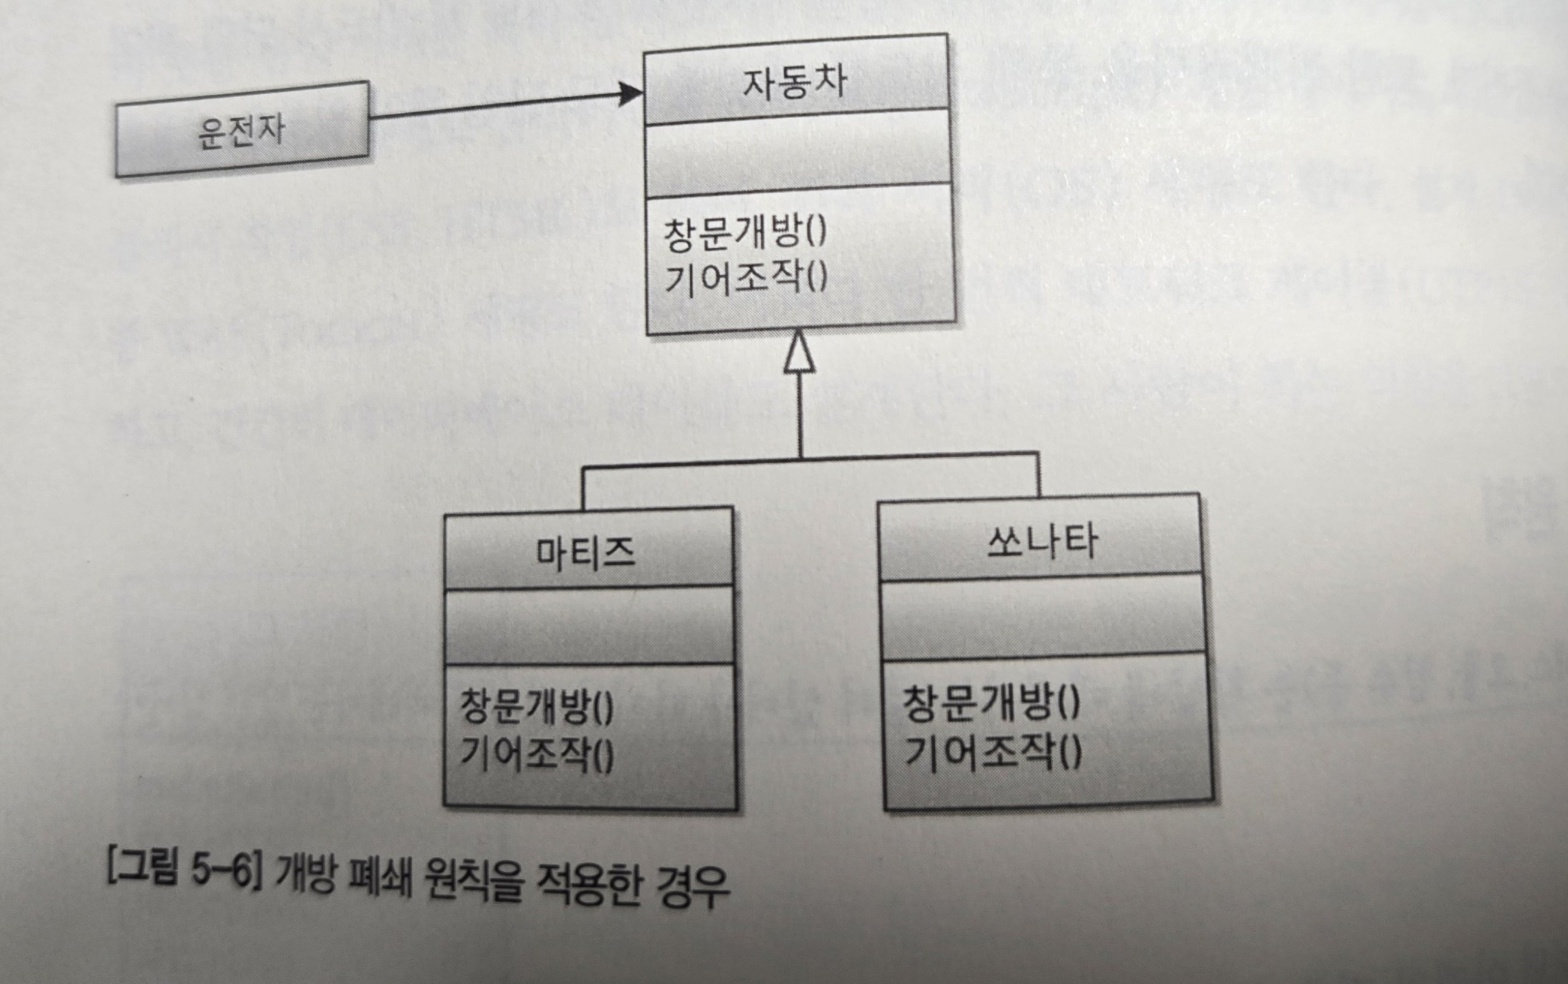 운전자
자동차
창문개방()
기어조작()
마티즈
창문개방()
기어조작()
쏘나타
창문개방()
기어조작()
[그림 5-6] 개방 폐쇄 원칙을 적용한 경우